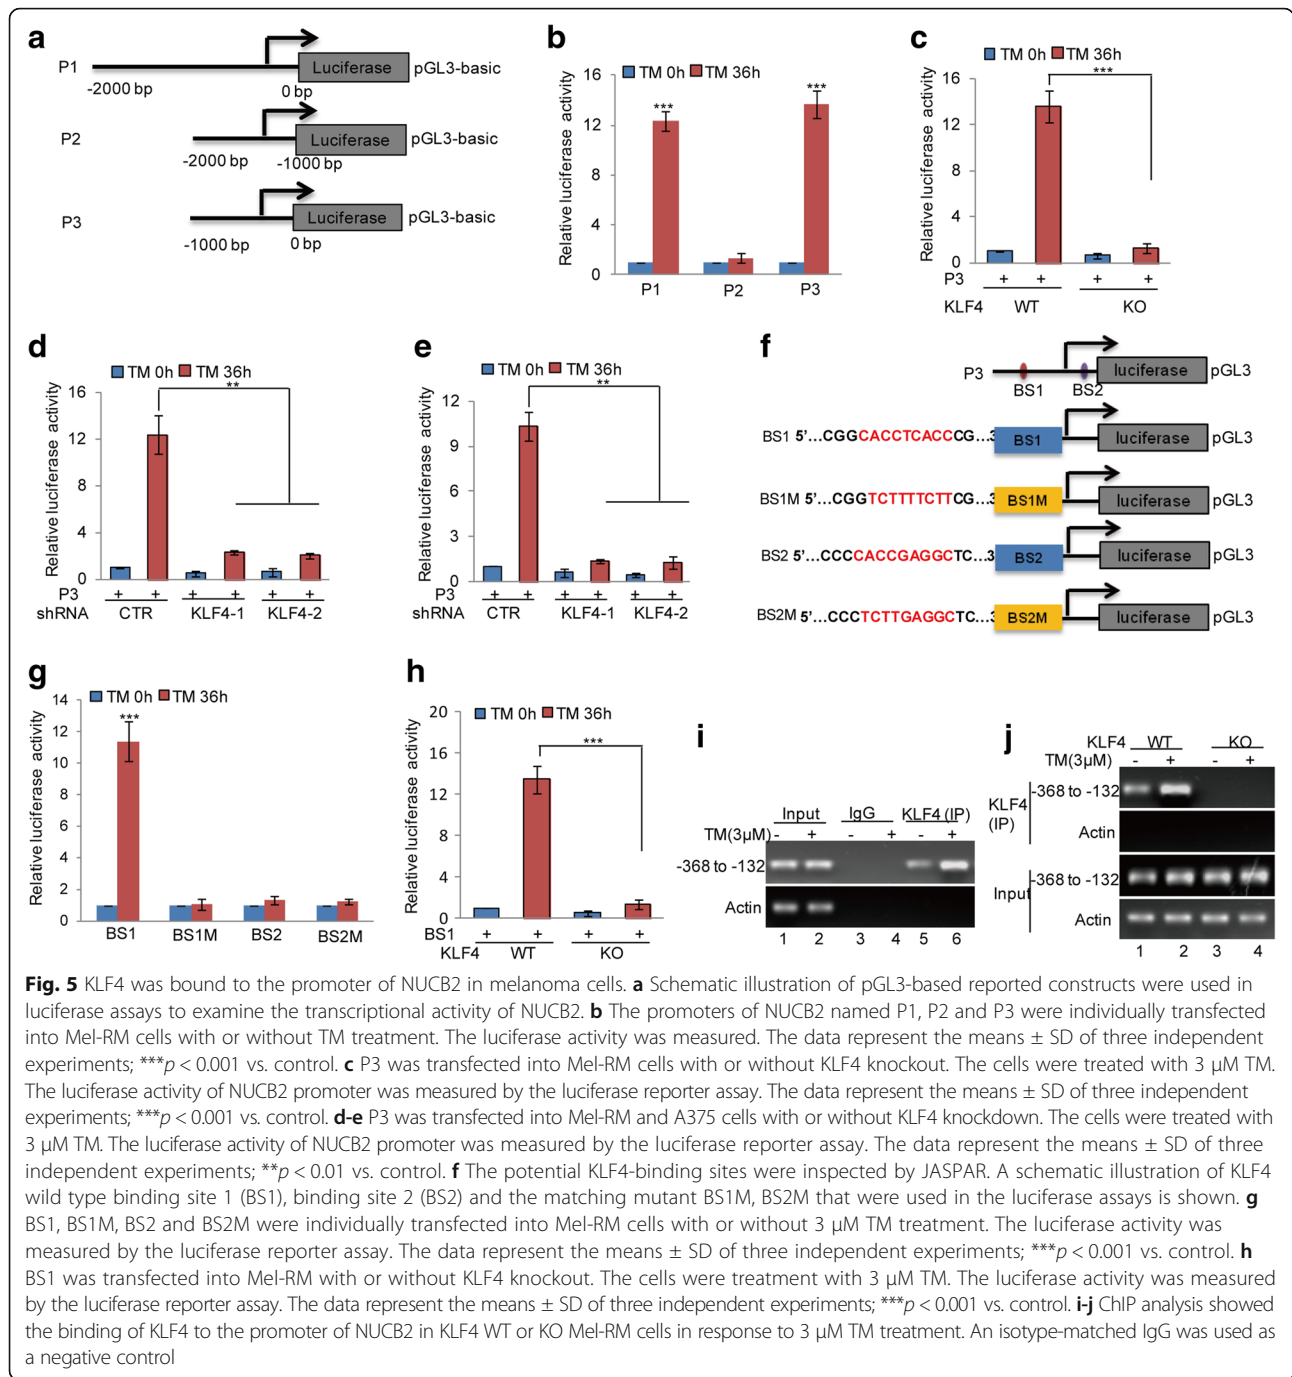 a
P1
Luciferase
pGL3-basic
-2000 bp
0 bp
P2
Luciferase
pGL3-basic
-2000 bp
-1000 bp
P3
Luciferase
pGL3-basic
-1000 bp
0 bp
b
TM 0h TM 36h
Relative luciferase activity
16
12
8
4
0
***
***
P1 P2 P3
c
TM 0h TM 36h
Relative luciferase activity
16
12
8
4
0
***
P3 + + + +
KLF4 WT KO
d
TM 0h TM 36h
Relative luciferase activity
16
12
8
4
0
**
P3 + + + + + +
shRNA CTR KLF4-1 KLF4-2
e
TM 0h TM 36h
Relative luciferase activity
12
9
6
3
0
**
P3 + + + + + +
shRNA CTR KLF4-1 KLF4-2
f
P3
BS1 BS2
luciferase
pGL3
BS1 5’...CGGCACCTCACCCG...3
BS1
luciferase
pGL3
BS1M 5’...CGGTCTTTTCTTCG...3
BS1M
luciferase
pGL3
BS2 5’...CCCCACCGAGGCTC...3
BS2
luciferase
pGL3
BS2M 5’...CCCTCTTGAGGCTC...3
BS2M
luciferase
pGL3
g
TM 0h TM 36h
Relative luciferase activity
14
12
10
8
6
4
2
0
***
BS1 BS1M BS2 BS2M
h
TM 0h TM 36h
Relative luciferase activity
20
16
12
8
4
0
***
BS1 + + + +
KLF4 WT KO
i
Input IgG KLF4 (IP)
TM(3μM) - + - + - +
-368 to -132
Actin
1 2 3 4 5 6
j
KLF4 WT KO
TM(3μM) - + - +
KLF4 (IP)
-368 to -132
Actin
Input
-368 to -132
Actin
1 2 3 4
Fig. 5 KLF4 was bound to the promoter of NUCB2 in melanoma cells. a Schematic illustration of pGL3-based reported constructs were used in
luciferase assays to examine the transcriptional activity of NUCB2. b The promoters of NUCB2 named P1, P2 and P3 were individually transfected
into Mel-RM cells with or without TM treatment. The luciferase activity was measured. The data represent the means ± SD of three independent
experiments; ***p < 0.001 vs. control. c P3 was transfected into Mel-RM cells with or without KLF4 knockout. The cells were treated with 3 μM TM.
The luciferase activity of NUCB2 promoter was measured by the luciferase reporter assay. The data represent the means ± SD of three independent
experiments; ***p < 0.001 vs. control. d-e P3 was transfected into Mel-RM and A375 cells with or without KLF4 knockdown. The cells were treated with
3 μM TM. The luciferase activity of NUCB2 promoter was measured by the luciferase reporter assay. The data represent the means ± SD of three
independent experiments; **p < 0.01 vs. control. f The potential KLF4-binding sites were inspected by JASPAR. A schematic illustration of KLF4
wild type binding site 1 (BS1), binding site 2 (BS2) and the matching mutant BS1M, BS2M that were used in the luciferase assays is shown. g
BS1, BS1M, BS2 and BS2M were individually transfected into Mel-RM cells with or without 3 μM TM treatment. The luciferase activity was
measured by the luciferase reporter assay. The data represent the means ± SD of three independent experiments; ***p < 0.001 vs. control. h
BS1 was transfected into Mel-RM with or without KLF4 knockout. The cells were treatment with 3 μM TM. The luciferase activity was measured
by the luciferase reporter assay. The data represent the means ± SD of three independent experiments; ***p < 0.001 vs. control. i-j ChIP analysis showed
the binding of KLF4 to the promoter of NUCB2 in KLF4 WT or KO Mel-RM cells in response to 3 μM TM treatment. An isotype-matched IgG was used as
a negative control